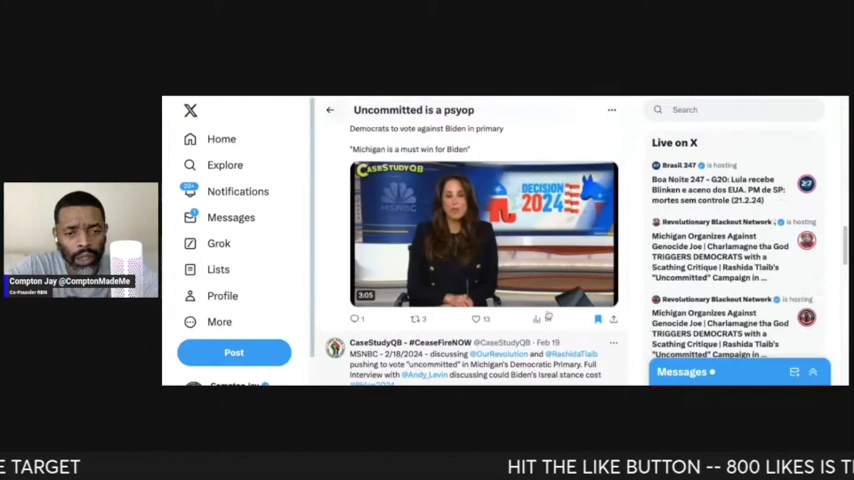 X
Home
Explore
20+
Notifications
Messages
Grok
Lists
Profile
More
Post
Compton Jay
Compton Jay @ComptonMadeMe
Co-Founder RBN
Uncommitted is a psyop
Democrats to vote against Biden in primary
"Michigan is a must win for Biden"
CASESTUDYQB
MSNBC
DECISION
2024
3:05
1
3
13
CaseStudyQB - #CeaseFireNOW @CaseStudyQB · Feb 19
MSNBC - 2/18/2024 - discussing @OurRevolution and @RashidaTlaib
pushing to vote "uncommitted" in Michigan's Democratic Primary. Full
Interview with @Andy_Levin discussing could Biden's Isreal stance cost
#Biden2024
Search
Live on X
Brasil 247 is hosting
Boa Noite 247 - G20: Lula recebe
Blinken e aceno dos EUA. PM de SP:
mortes sem controle (21.2.24)
Revolutionary Blackout Network is hosting
Michigan Organizes Against
Genocide Joe | Charlamagne tha God
TRIGGERS DEMOCRATS with a
Scathing Critique | Rashida Tlaib's
"Uncommitted" Campaign in ...
Revolutionary Blackout Network is hosting
Michigan Organizes Against
Genocide Joe | Charlamagne tha God
TRIGGERS DEMOCRATS with a
Scathing Critique | Rashida Tlaib's
Messages
E TARGET
HIT THE LIKE BUTTON -- 800 LIKES IS T